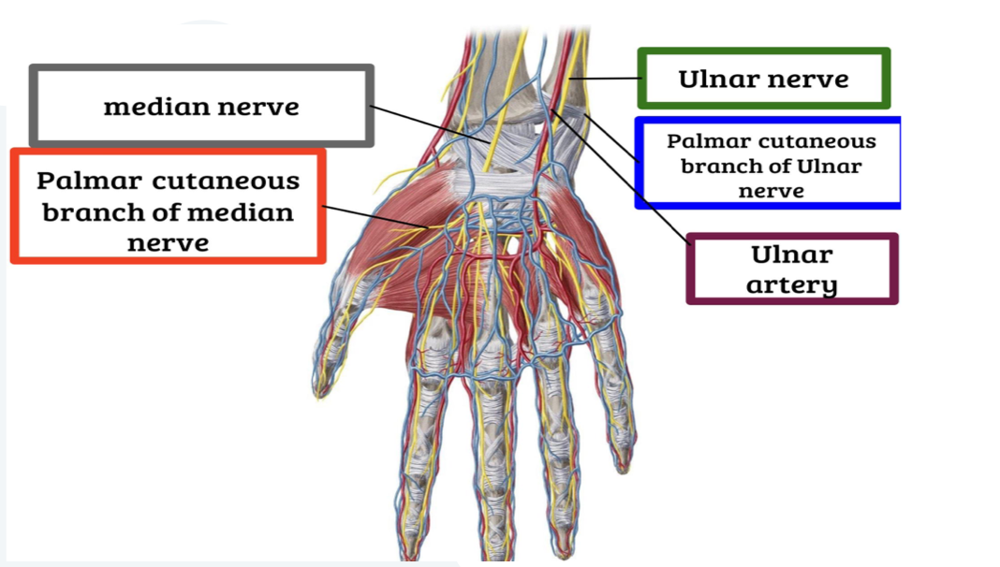 median nerve
Palmar cutaneous
branch of median
nerve
Ulnar nerve
Palmar cutaneous
branch of Ulnar
nerve
Ulnar
artery